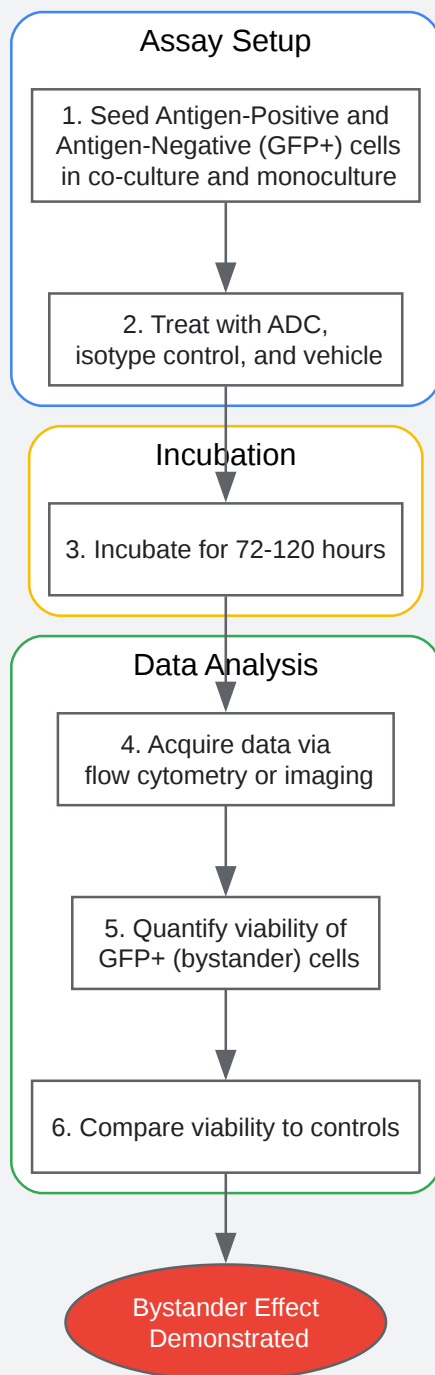 Assay Setup
1. Seed Antigen-Positive and
Antigen-Negative (GFP+) cells
in co-culture and monoculture
2. Treat with ADC,
isotype control, and vehicle
Incubation
3. Incubate for 72-120 hours
Data Analysis
4. Acquire data via
flow cytometry or imaging
5. Quantify viability of
GFP+ (bystander) cells
6. Compare viability to controls
Bystander Effect
Demonstrated